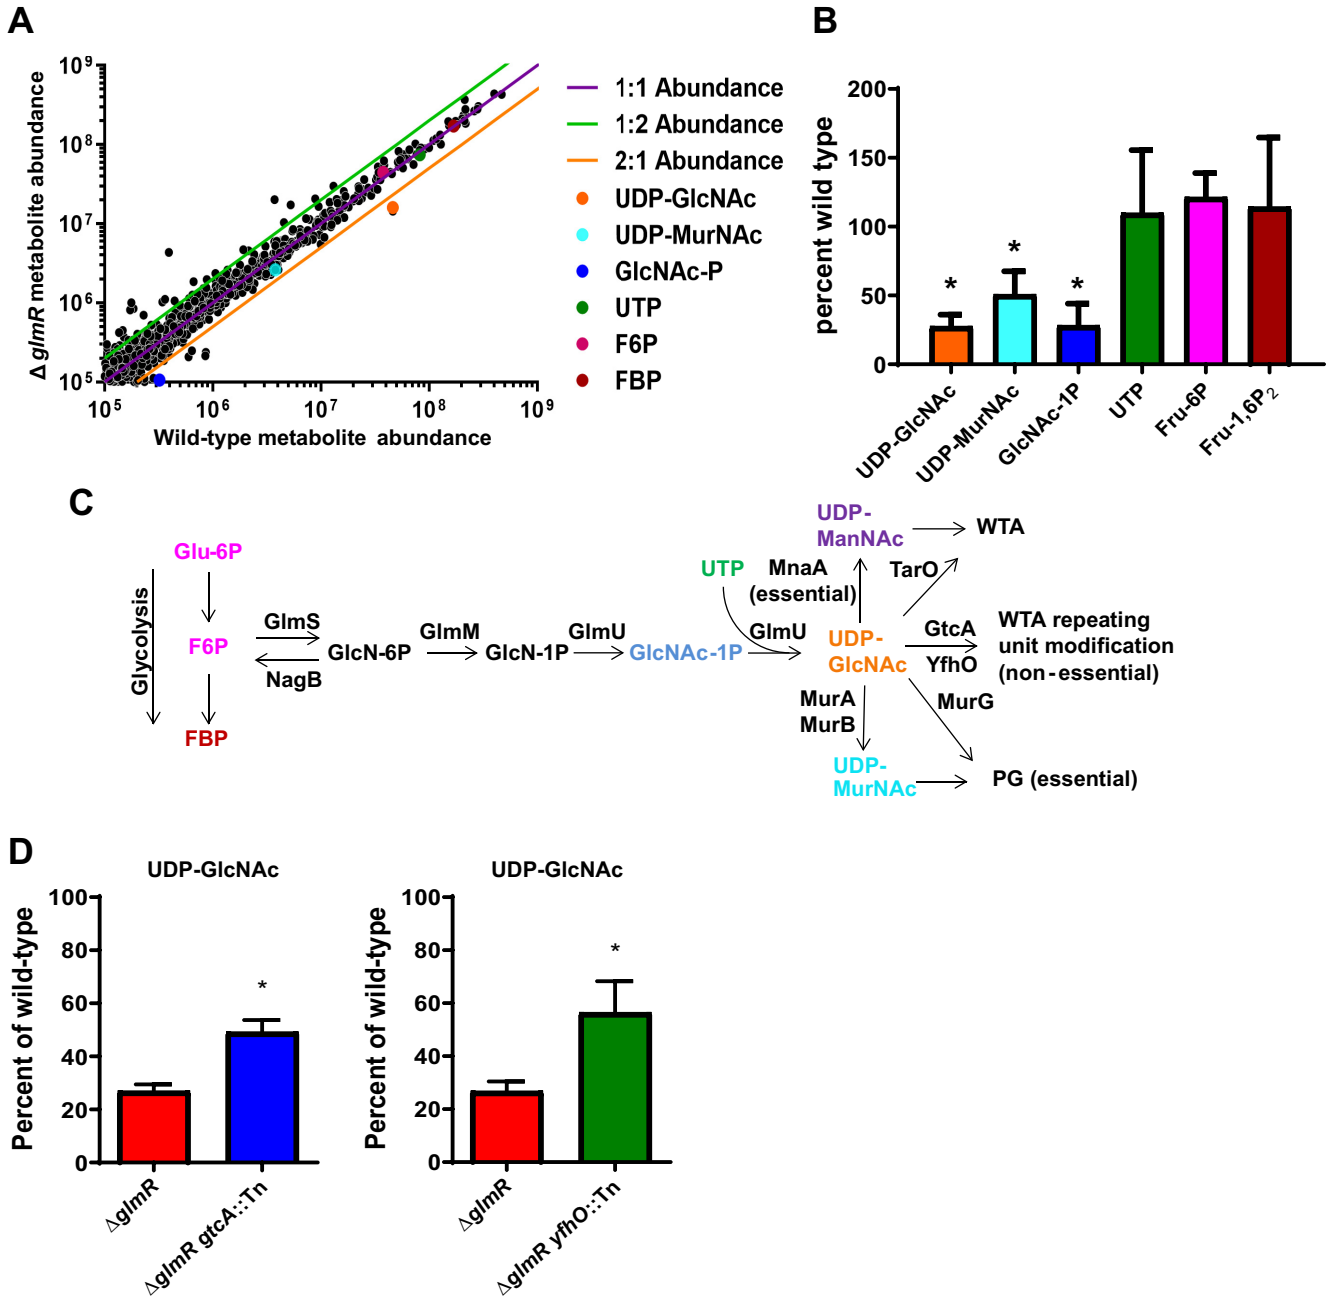 A
Δ glmR metabolite abundance
10⁹
10⁸
10⁷
10⁶
10⁵
10⁵ 10⁶ 10⁷ 10⁸ 10⁹
Wild-type metabolite abundance
1:1 Abundance
1:2 Abundance
2:1 Abundance
UDP-GlcNAc
UDP-MurNAc
GlcNAc-P
UTP
F6P
FBP
B
percent wild type
200
150
100
50
0
* * *
UDP-GlcNAc
UDP-MurNAc
GlcNAc-1P
UTP
Fru-6P
Fru-1,6P₂
C
Glycolysis
Glu-6P
F6P
FBP
GlmS
NagB
GlcN-6P
GlmM
GlcN-1P
GlmU
GlcNAc-1P
UTP
GlmU
UDP-
ManNAc
WTA
MnaA
(essential)
TarO
UDP-
GlcNAc
GtcA
YfhO
WTA repeating
unit modification
(non-essential)
MurA
MurB
MurG
UDP-
MurNAc
PG (essential)
D
UDP-GlcNAc
Percent of wild-type
100
80
60
40
20
0
*
ΔglmR
ΔglmR gtcA::Tn
UDP-GlcNAc
Percent of wild-type
100
80
60
40
20
0
*
ΔglmR
ΔglmR yfhO::Tn